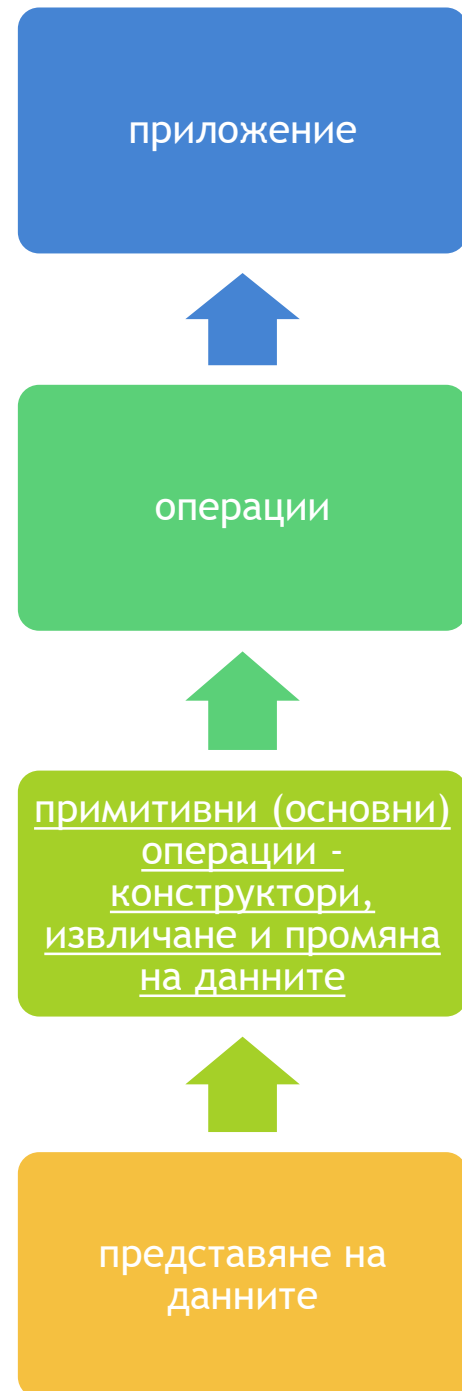 приложение
операции
примитивни (основни)
операции -
конструктори,
извличане и промяна
на данните
представяне на
данните